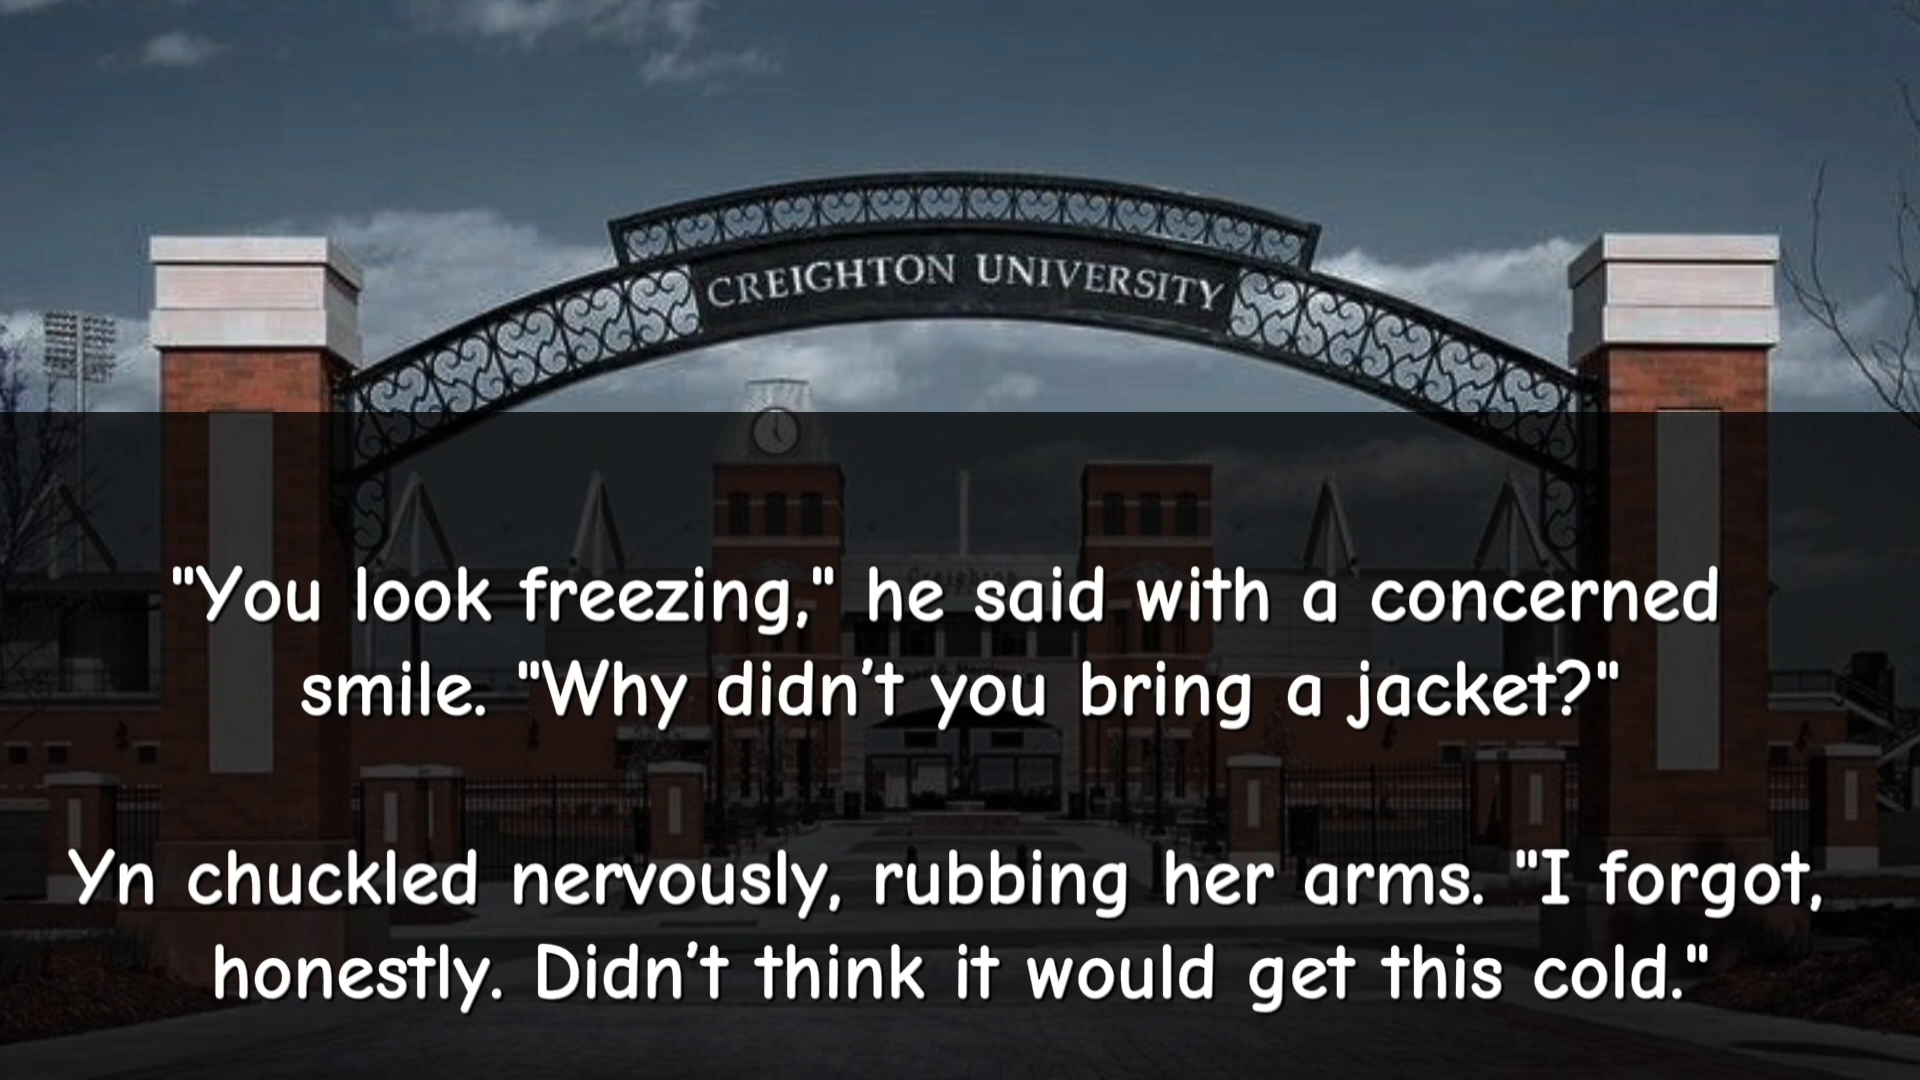 CREIGHTON UNIVERSITY
"You look freezing," he said with a concerned
smile. "Why didn't you bring a jacket?"
Yn chuckled nervously, rubbing her arms. "I forgot,
honestly. Didn't think it would get this cold."